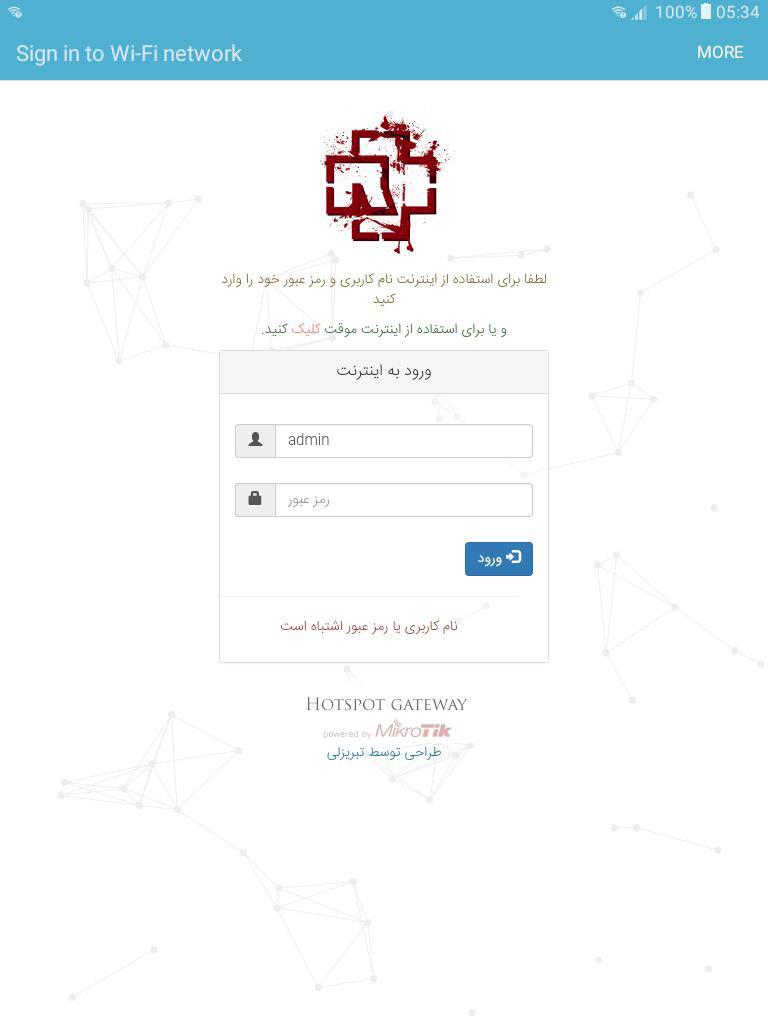 100% 05:34
Sign in to Wi-Fi network
MORE
لطفا برای استفاده از اینترنت نام کاربری و رمز عبور خود را وارد
کنید
و یا برای استفاده از اینترنت موقت کلیک کنید.
ورود به اینترنت
admin
رمز عبور
ورود
نام کاربری یا رمز عبور اشتباه است
HOTSPOT GATEWAY
powered by MikroTik
طراحی توسط تبریزلی